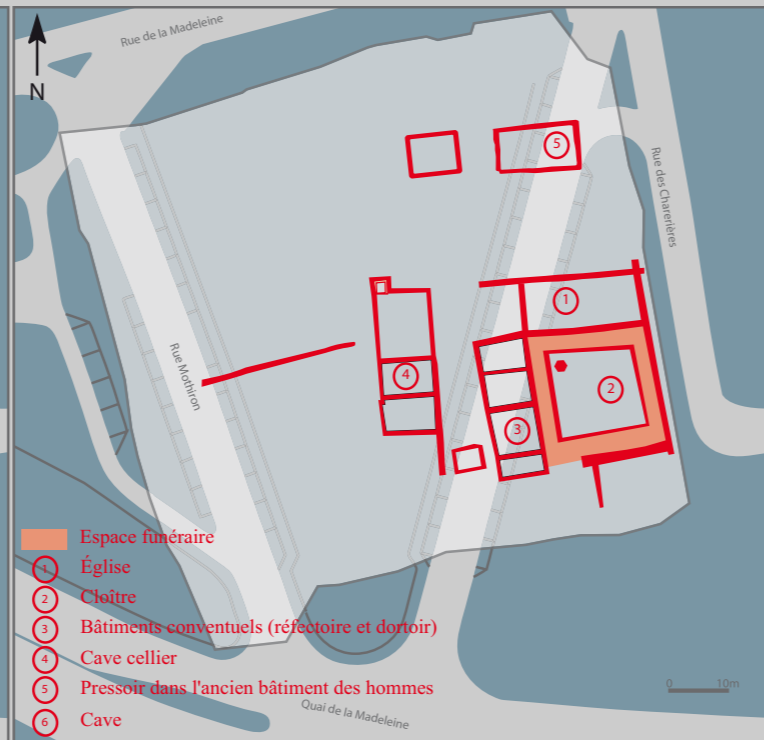 Rue de la Madeleine
N
5
Rue des Charerières
1
Rue Mothiron
4
2
3
Espace funéraire
1 Église
2 Cloître
3 Bâtiments conventuels (réfectoire et dortoir)
4 Cave cellier
5 Pressoir dans l'ancien bâtiment des hommes
6 Cave
0 10m
Quai de la Madeleine